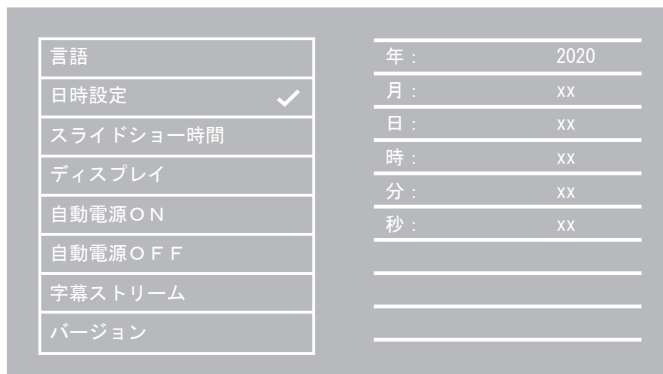 言語
日時設定
スライドショー時間
ディスプレイ
自動電源ＯＮ
自動電源ＯＦＦ
字幕ストリーム
バージョン
年： 2020
月： xx
日： xx
時： xx
分： xx
秒： xx